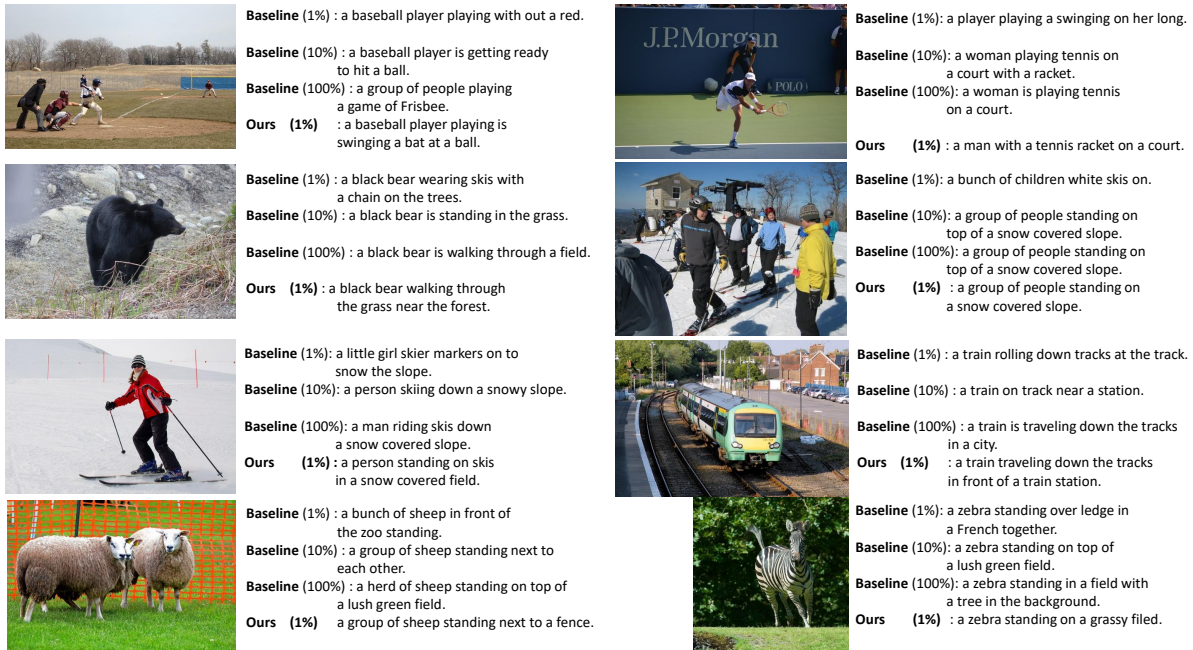 Baseline (1%) : a baseball player playing with out a red.
Baseline (10%) : a baseball player is getting ready
to hit a ball.
Baseline (100%) : a group of people playing
a game of Frisbee.
Ours (1%) : a baseball player playing is
swinging a bat at a ball.
J.P.Morgan
POLO
Baseline (1%): a player playing a swinging on her long.
Baseline (10%): a woman playing tennis on
a court with a racket.
Baseline (100%): a woman is playing tennis
on a court.
Ours (1%) : a man with a tennis racket on a court.
Baseline (1%) : a black bear wearing skis with
a chain on the trees.
Baseline (10%) : a black bear is standing in the grass.
Baseline (100%) : a black bear is walking through a field.
Ours (1%) : a black bear walking through
the grass near the forest.
Baseline (1%): a bunch of children white skis on.
Baseline (10%): a group of people standing on
top of a snow covered slope.
Baseline (100%): a group of people standing on
top of a snow covered slope.
Ours (1%) : a group of people standing on
a snow covered slope.
Baseline (1%): a little girl skier markers on to
snow the slope.
Baseline (10%): a person skiing down a snowy slope.
Baseline (100%): a man riding skis down
a snow covered slope.
Ours (1%) : a person standing on skis
in a snow covered field.
Baseline (1%) : a train rolling down tracks at the track.
Baseline (10%) : a train on track near a station.
Baseline (100%) : a train is traveling down the tracks
in a city.
Ours (1%) : a train traveling down the tracks
in front of a train station.
Baseline (1%) : a bunch of sheep in front of
the zoo standing.
Baseline (10%) : a group of sheep standing next to
each other.
Baseline (100%) : a herd of sheep standing on top of
a lush green field.
Ours (1%) a group of sheep standing next to a fence.
Baseline (1%): a zebra standing over ledge in
a French together.
Baseline (10%): a zebra standing on top of
a lush green field.
Baseline (100%): a zebra standing in a field with
a tree in the background.
Ours (1%) : a zebra standing on a grassy filed.